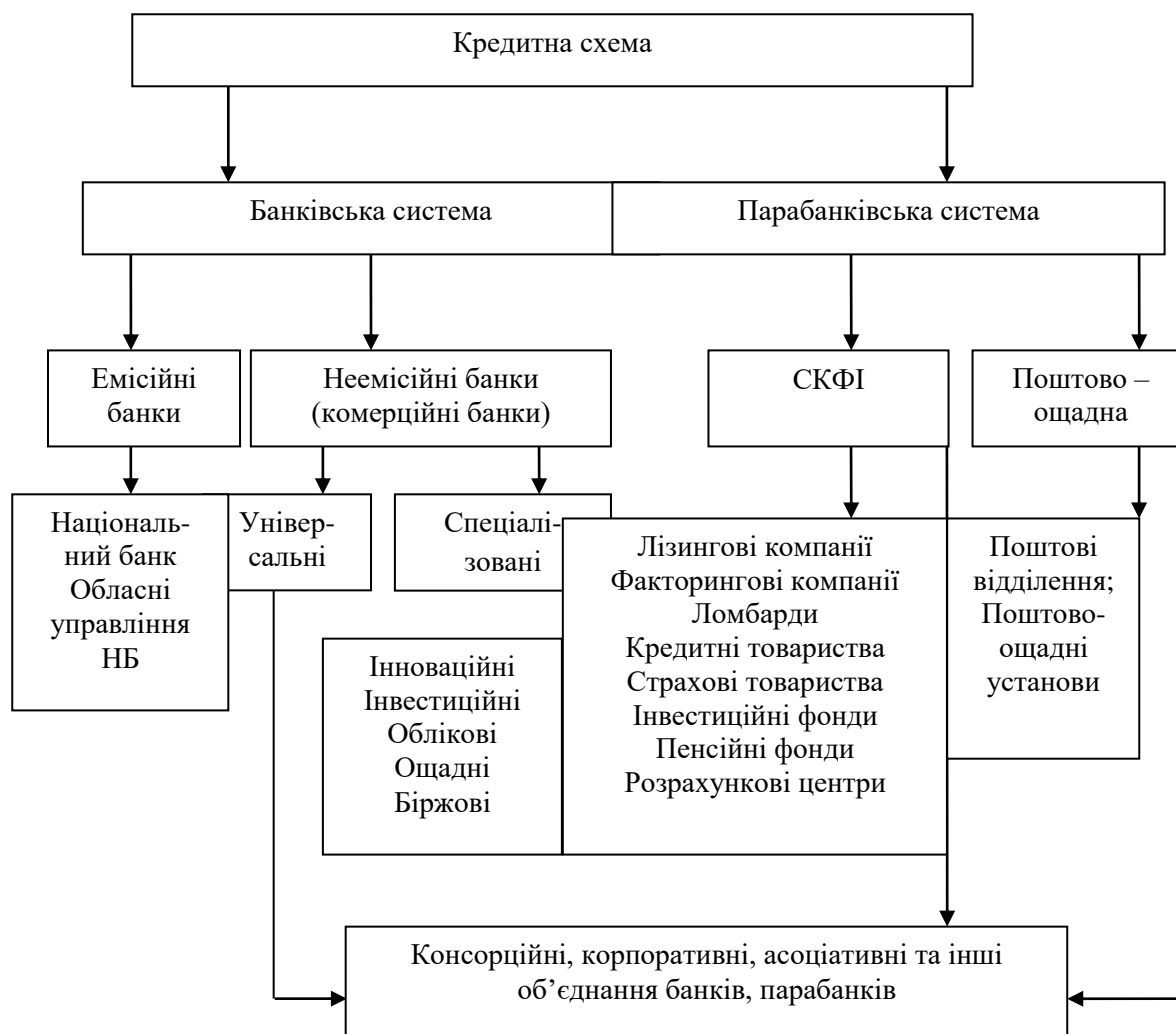 Кредитна схема
Банківська система
Парабанківська система
Емісійні
банки
Неемісійні банки
(комерційні банки)
СКФІ
Поштово –
ощадна
Національ-
ний банк
Обласні
управління
НБ
Універ-
сальні
Спеціалі-
зовані
Інноваційні
Інвестиційні
Облікові
Ощадні
Біржові
Лізингові компанії
Факторингові компанії
Ломбарди
Кредитні товариства
Страхові товариства
Інвестиційні фонди
Пенсійні фонди
Розрахункові центри
Поштові
відділення;
Поштово-
ощадні
установи
Консорційні, корпоративні, асоціативні та інші
об’єднання банків, парабанків